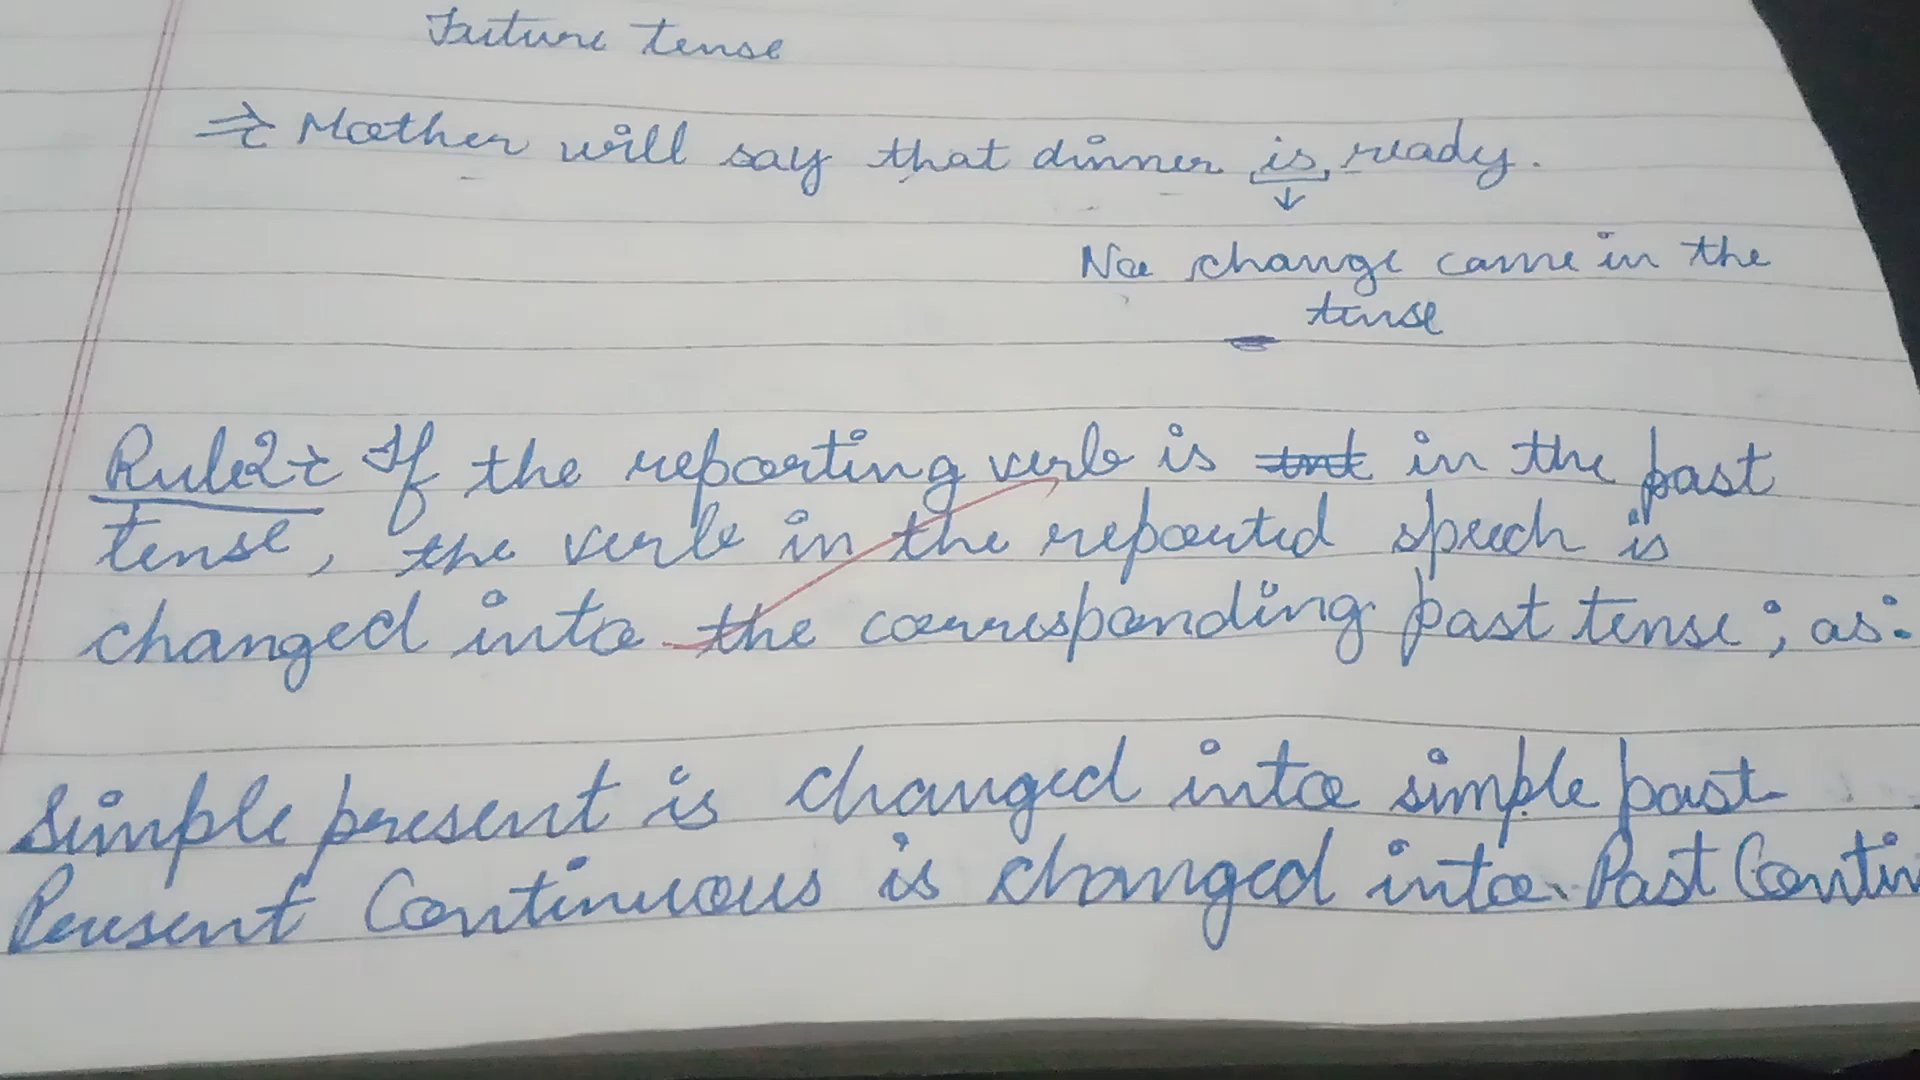 Future tense
⇒ Mother will say that dinner is ready.
↓
No change came in the
tense
Rule 2 :- If the reporting verb is in the past
tense, the verb in the reported speech is
changed into the corresponding past tense; as:
Simple present is changed into simple past
Present Continuous is changed into Past Contin